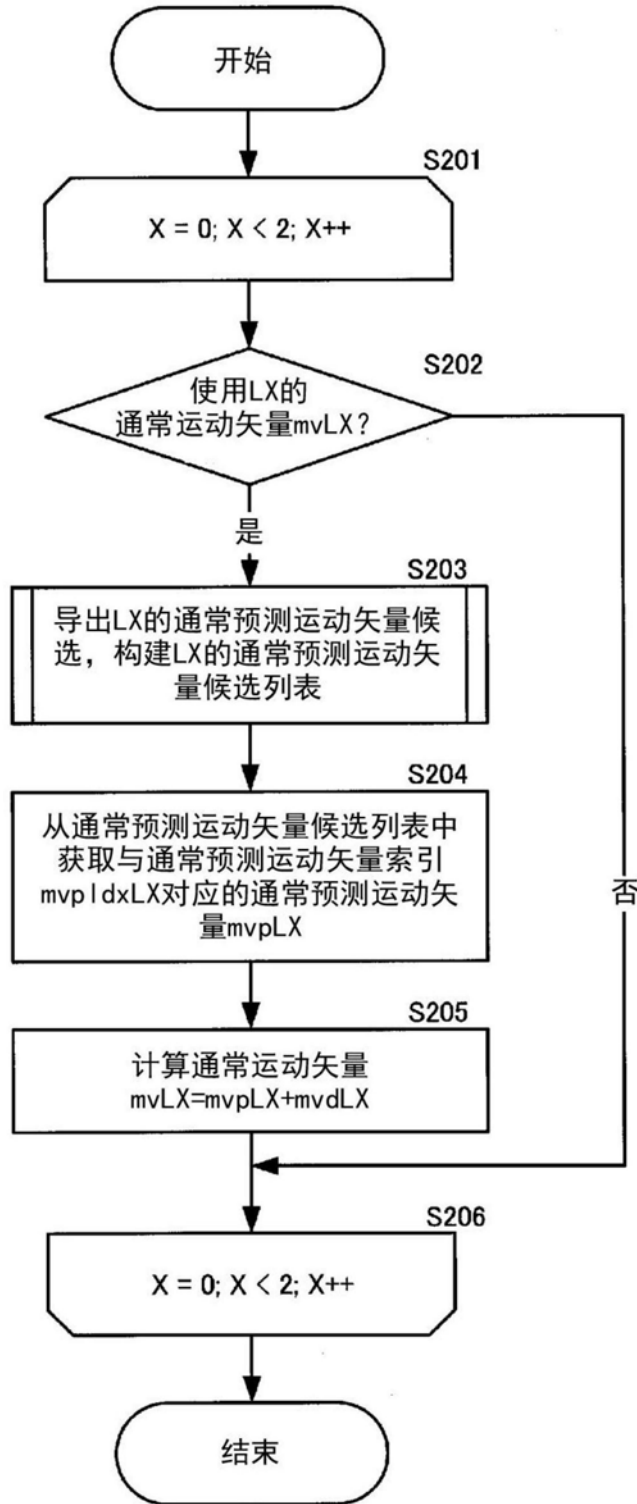 开始
S201
X = 0; X < 2; X++
S202
使用LX的
通常运动矢量mvLX?
是
S203
导出LX的通常预测运动矢量候
选，构建LX的通常预测运动矢
量候选列表
S204
从通常预测运动矢量候选列表中
获取与通常预测运动矢量索引
mvpIdxLX对应的通常预测运动矢
量mvpLX
否
S205
计算通常运动矢量
mvLX=mvpLX+mvdLX
S206
X = 0; X < 2; X++
结束